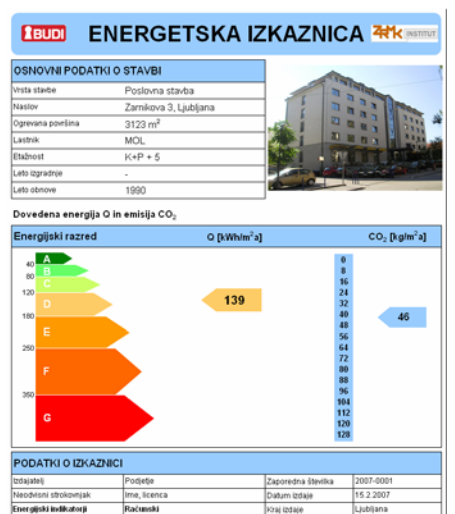 BUDI ENERGETSKA IZKAZNICA ZRMK INSTITUT
OSNOVNI PODATKI O STAVBI
Vrsta stavbe Poslovna stavba
Naslov Zarnikova 3, Ljubljana
Ogrevana površina 3123 m²
Lastnik MOL
Etažnost K+P + 5
Leto izgradnje -
Leto obnove 1990
Dovedena energija Q in emisija CO₂
Energijski razred Q [kWh/m²a] CO₂ [kg/m²a]
A
40
B
80
C
120
D
180
E
250
F
350
G
139
0
8
16
24
32
40
48
56
64
72
80
88
96
104
112
120
128
46
PODATKI O IZKAZNICI
Izdajatelj Podjetje Zaporedna številka 2007-0001
Neodvisni strokovnjak Ime, licenca Datum izdaje 15.2.2007
Energijski indikatorji Računski Kraj izdaje Ljubljana